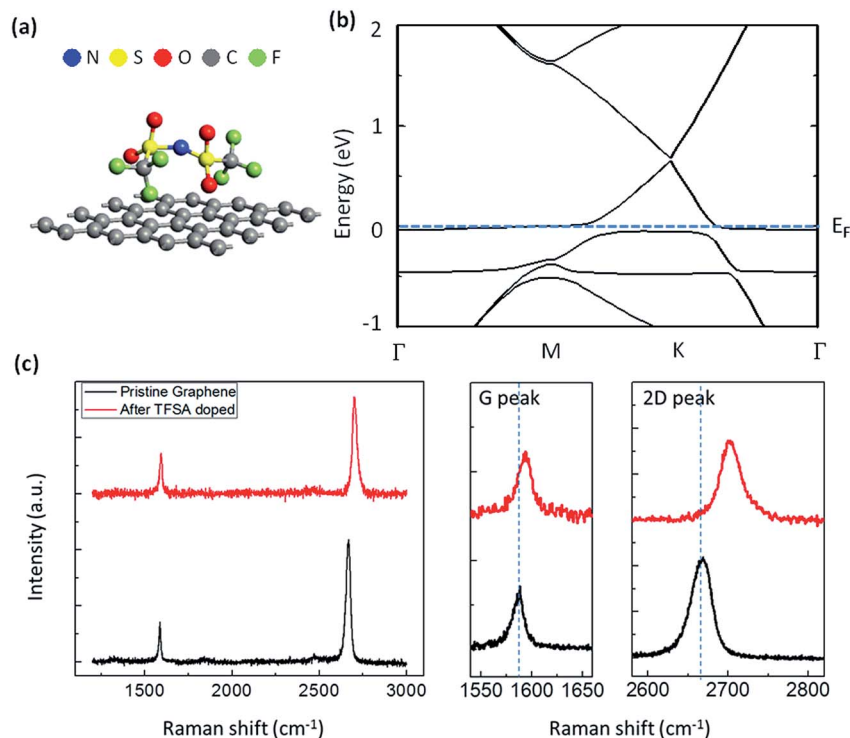 (a)
N S O C F
(b)
2
1
0
-1
Energy (eV)
E_F
Γ M K Γ
(c)
Pristine Graphene
After TFSA doped
G peak
2D peak
Intensity (a.u.)
1500 2000 2500 3000
1550 1600 1650
2600 2700 2800
Raman shift (cm⁻¹)
Raman shift (cm⁻¹)